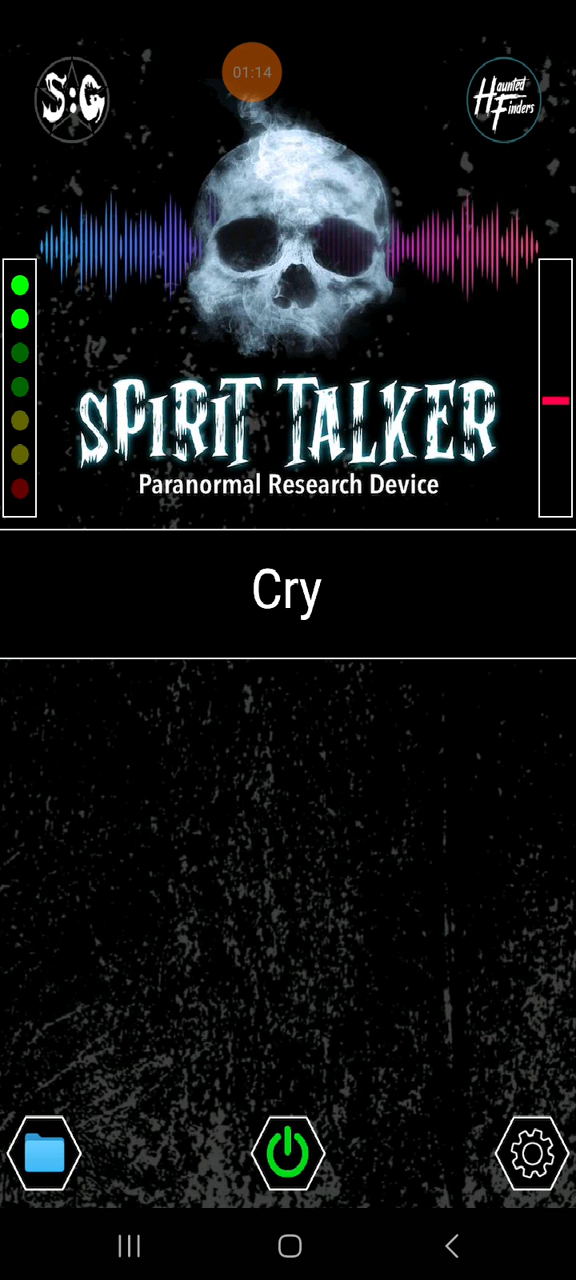 01:14
S:G
Haunted
Finders
SPIRIT TALKER
Paranormal Research Device
Cry